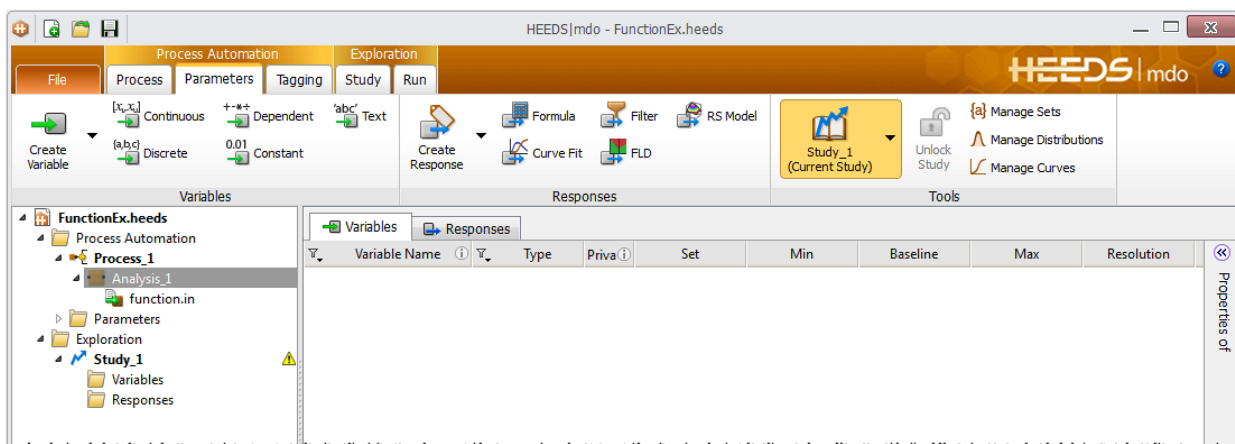 HEEDS|mdo - FunctionEx.heeds
Process Automation Exploration
File Process Parameters Tagging Study Run
HEEDS | mdo ?
[xL,xU] Continuous +-*÷ Dependent 'abc' Text
{a,b,c} Discrete 0.01 Constant
Create
Variable
Variables
Create
Response
Formula Filter RS Model
Curve Fit FLD
Responses
Study_1
(Current Study)
Unlock
Study
{a} Manage Sets
Manage Distributions
Manage Curves
Tools
FunctionEx.heeds
Process Automation
Process_1
Analysis_1
function.in
Parameters
Exploration
Study_1
Variables
Responses
Variables Responses
Variable Name Type Priva Set Min Baseline Max Resolution
Properties of